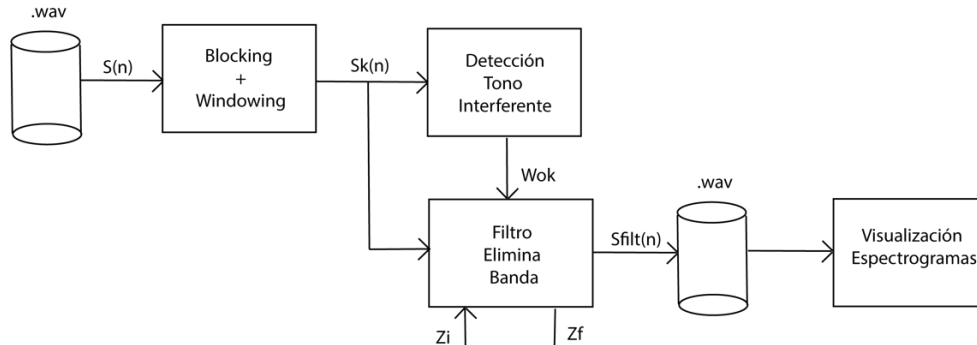 .wav
S(n)
Blocking
+
Windowing
Sk(n)
Detección
Tono
Interferente
Wok
Filtro
Elimina
Banda
Zi
Zf
Sfilt(n)
.wav
Visualización
Espectrogramas